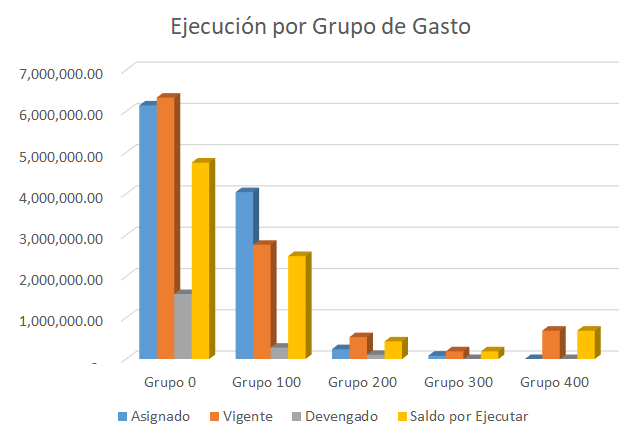 Ejecución por Grupo de Gasto
7,000,000.00
6,000,000.00
5,000,000.00
4,000,000.00
3,000,000.00
2,000,000.00
1,000,000.00
-
Grupo 0 Grupo 100 Grupo 200 Grupo 300 Grupo 400
Asignado Vigente Devengado Saldo por Ejecutar